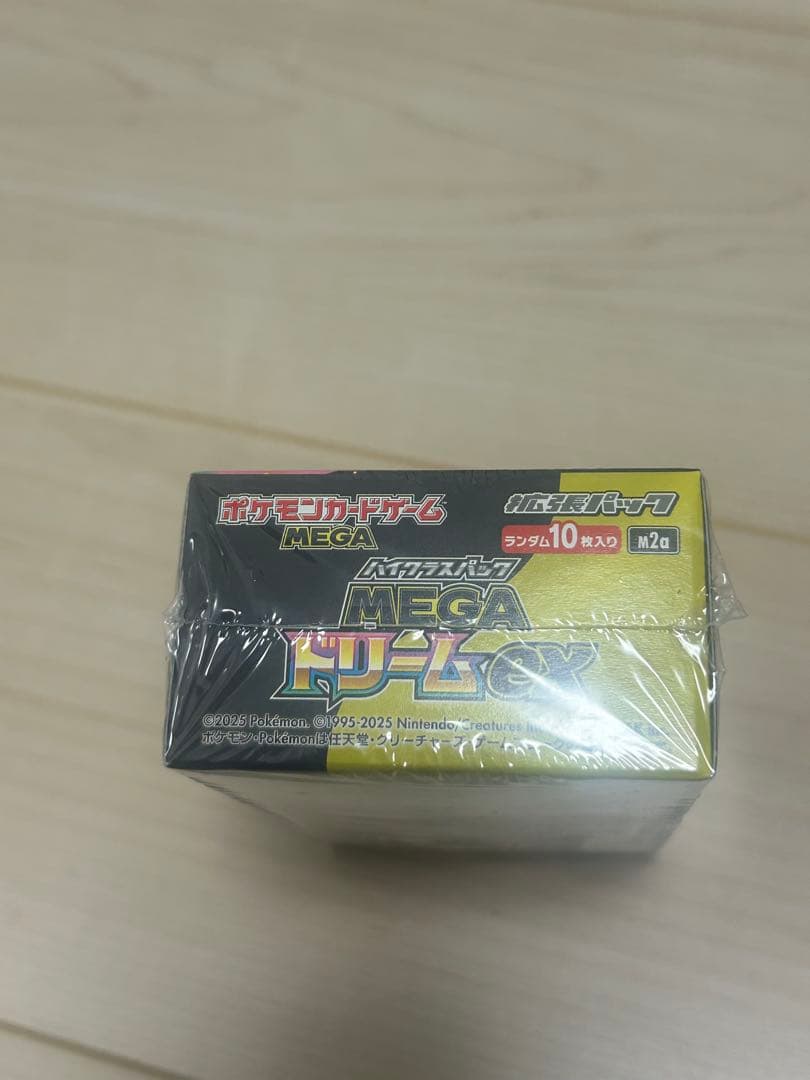 ポケモンカードゲーム
MEGA
拡張パック
ランダム10枚入り M2a
ハイクラスパック
MEGA
ドリームex
©2025 Pokémon. ©1995-2025 Nintendo/Creatures
ポケモン・Pokémonは任天堂・クリーチャーズ・ゲーム